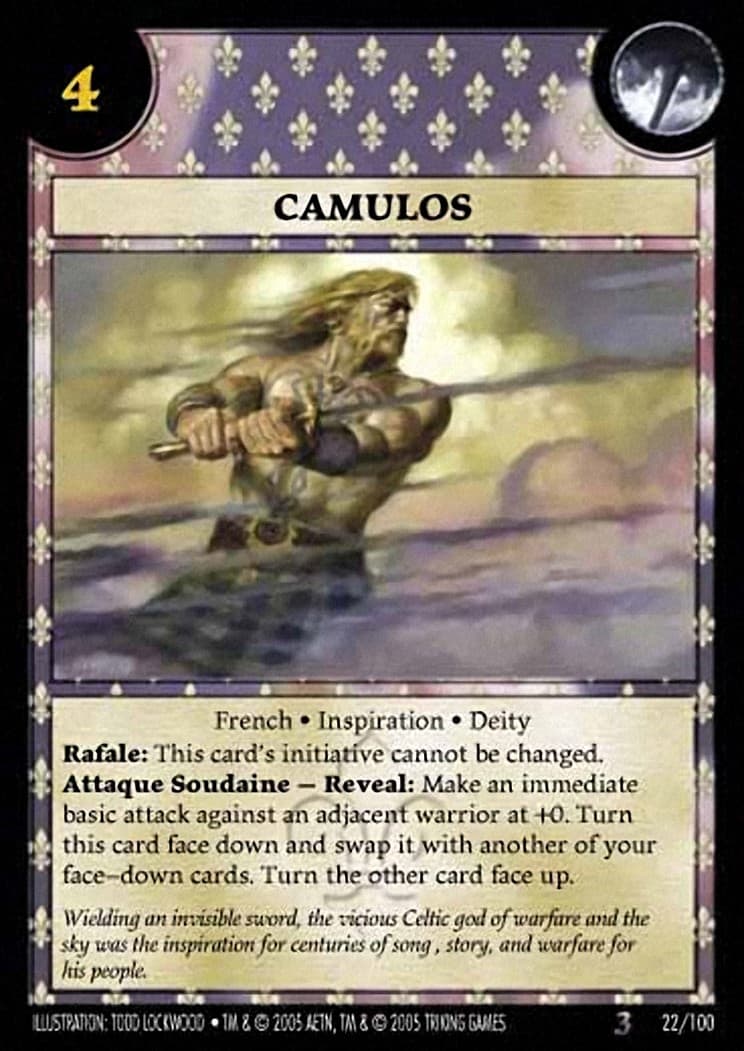 4
CAMULOS
French • Inspiration • Deity
Rafale: This card's initiative cannot be changed.
Attaque Soudaine – Reveal: Make an immediate
basic attack against an adjacent warrior at +0. Turn
this card face down and swap it with another of your
face-down cards. Turn the other card face up.
Wielding an invisible sword, the vicious Celtic god of warfare and the
sky was the inspiration for centuries of song , story, and warfare for
his people.
ILLUSTRATION: TODD LOCKWOOD • TM & © 2005 AETN, TM & © 2005 TRIKING GAMES 3 22/100